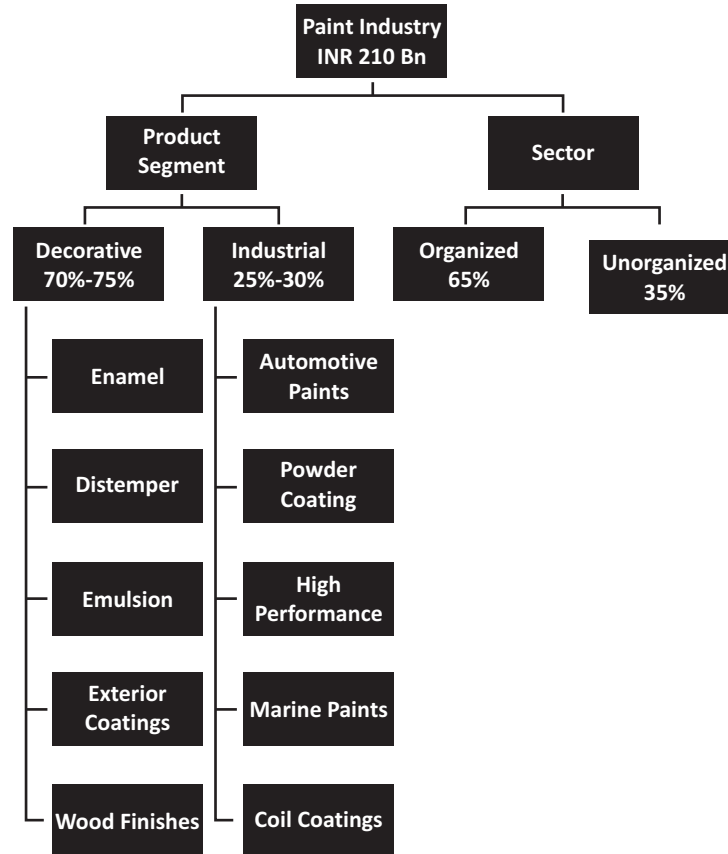 Paint Industry
INR 210 Bn
Product
Segment
Sector
Decorative
70%-75%
Industrial
25%-30%
Organized
65%
Unorganized
35%
Enamel
Automotive
Paints
Distemper
Powder
Coating
Emulsion
High
Performance
Exterior
Coatings
Marine Paints
Wood Finishes
Coil Coatings